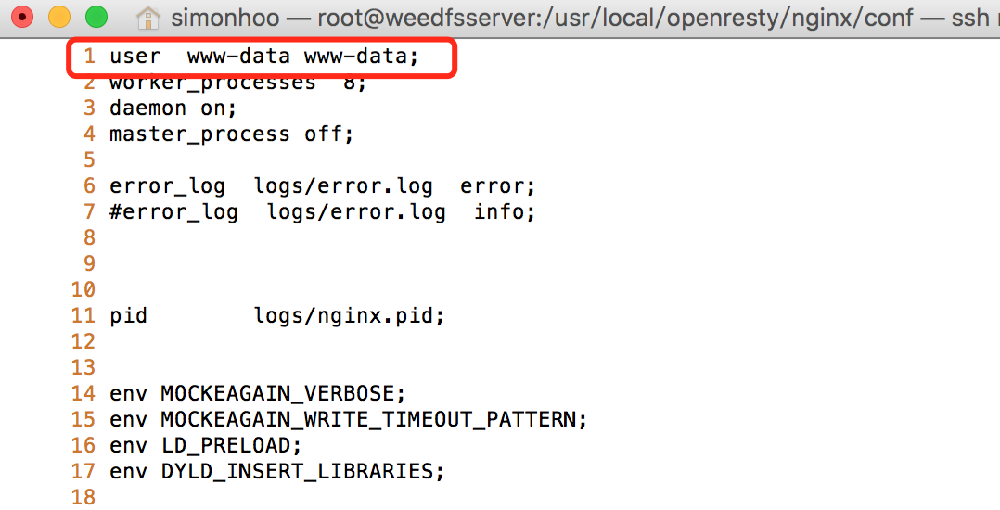 simonhoo — root@weedfsserver:/usr/local/openresty/nginx/conf — ssh
1 user  www-data www-data;
2 worker_processes  8;
3 daemon on;
4 master_process off;
5
6 error_log  logs/error.log  error;
7 #error_log  logs/error.log  info;
8
9
10
11 pid        logs/nginx.pid;
12
13
14 env MOCKEAGAIN_VERBOSE;
15 env MOCKEAGAIN_WRITE_TIMEOUT_PATTERN;
16 env LD_PRELOAD;
17 env DYLD_INSERT_LIBRARIES;
18